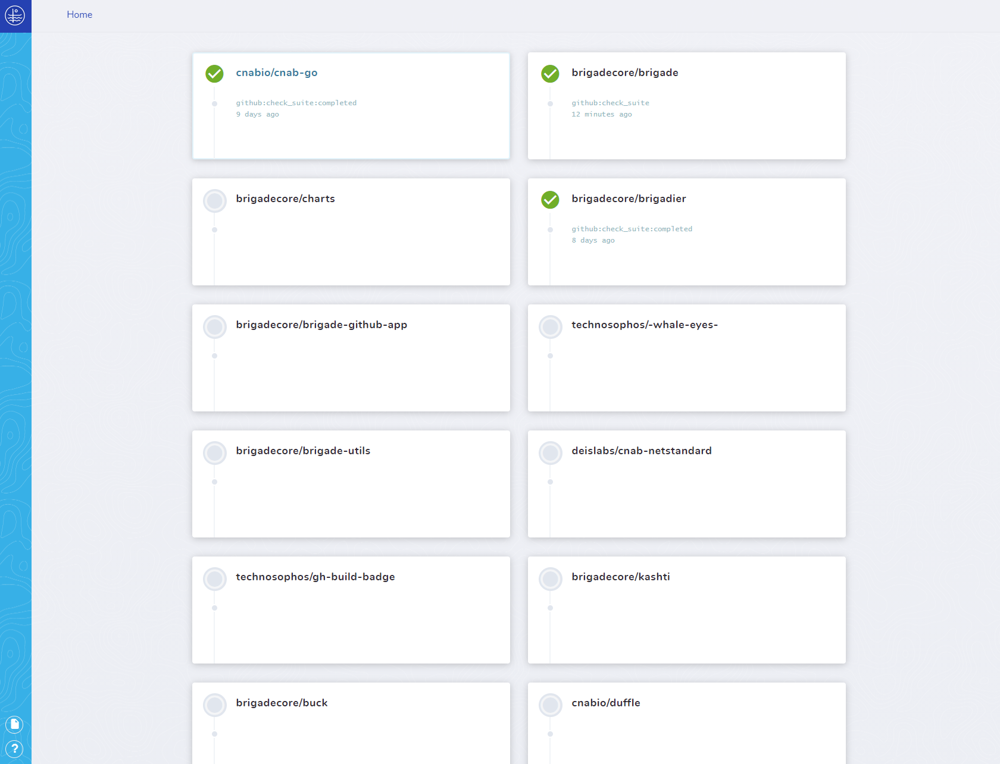 Home
cnabio/cnab-go
github:check_suite:completed
9 days ago
brigadecore/brigade
github:check_suite
12 minutes ago
brigadecore/charts
brigadecore/brigadier
github:check_suite:completed
8 days ago
brigadecore/brigade-github-app
technosophos/-whale-eyes-
brigadecore/brigade-utils
deislabs/cnab-netstandard
technosophos/gh-build-badge
brigadecore/kashti
brigadecore/buck
cnabio/duffle
?